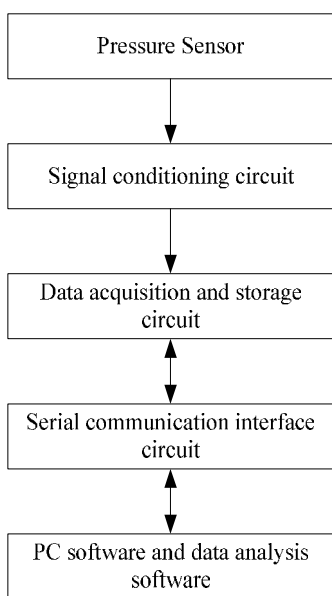 Pressure Sensor
Signal conditioning circuit
Data acquisition and storage
circuit
Serial communication interface
circuit
PC software and data analysis
software